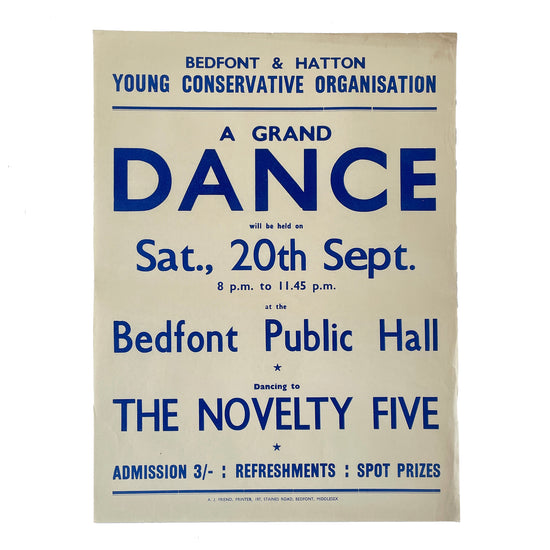 BEDFONT & HATTON
YOUNG CONSERVATIVE ORGANISATION
A GRAND
DANCE
will be held on
Sat., 20th Sept.
8 p.m. to 11.45 p.m.
at the
Bedfont Public Hall
Dancing to
THE NOVELTY FIVE
ADMISSION 3/- : REFRESHMENTS : SPOT PRIZES
A. J. FRIEND, PRINTER, 197, STAINES ROAD, BEDFONT, MIDDLESEX